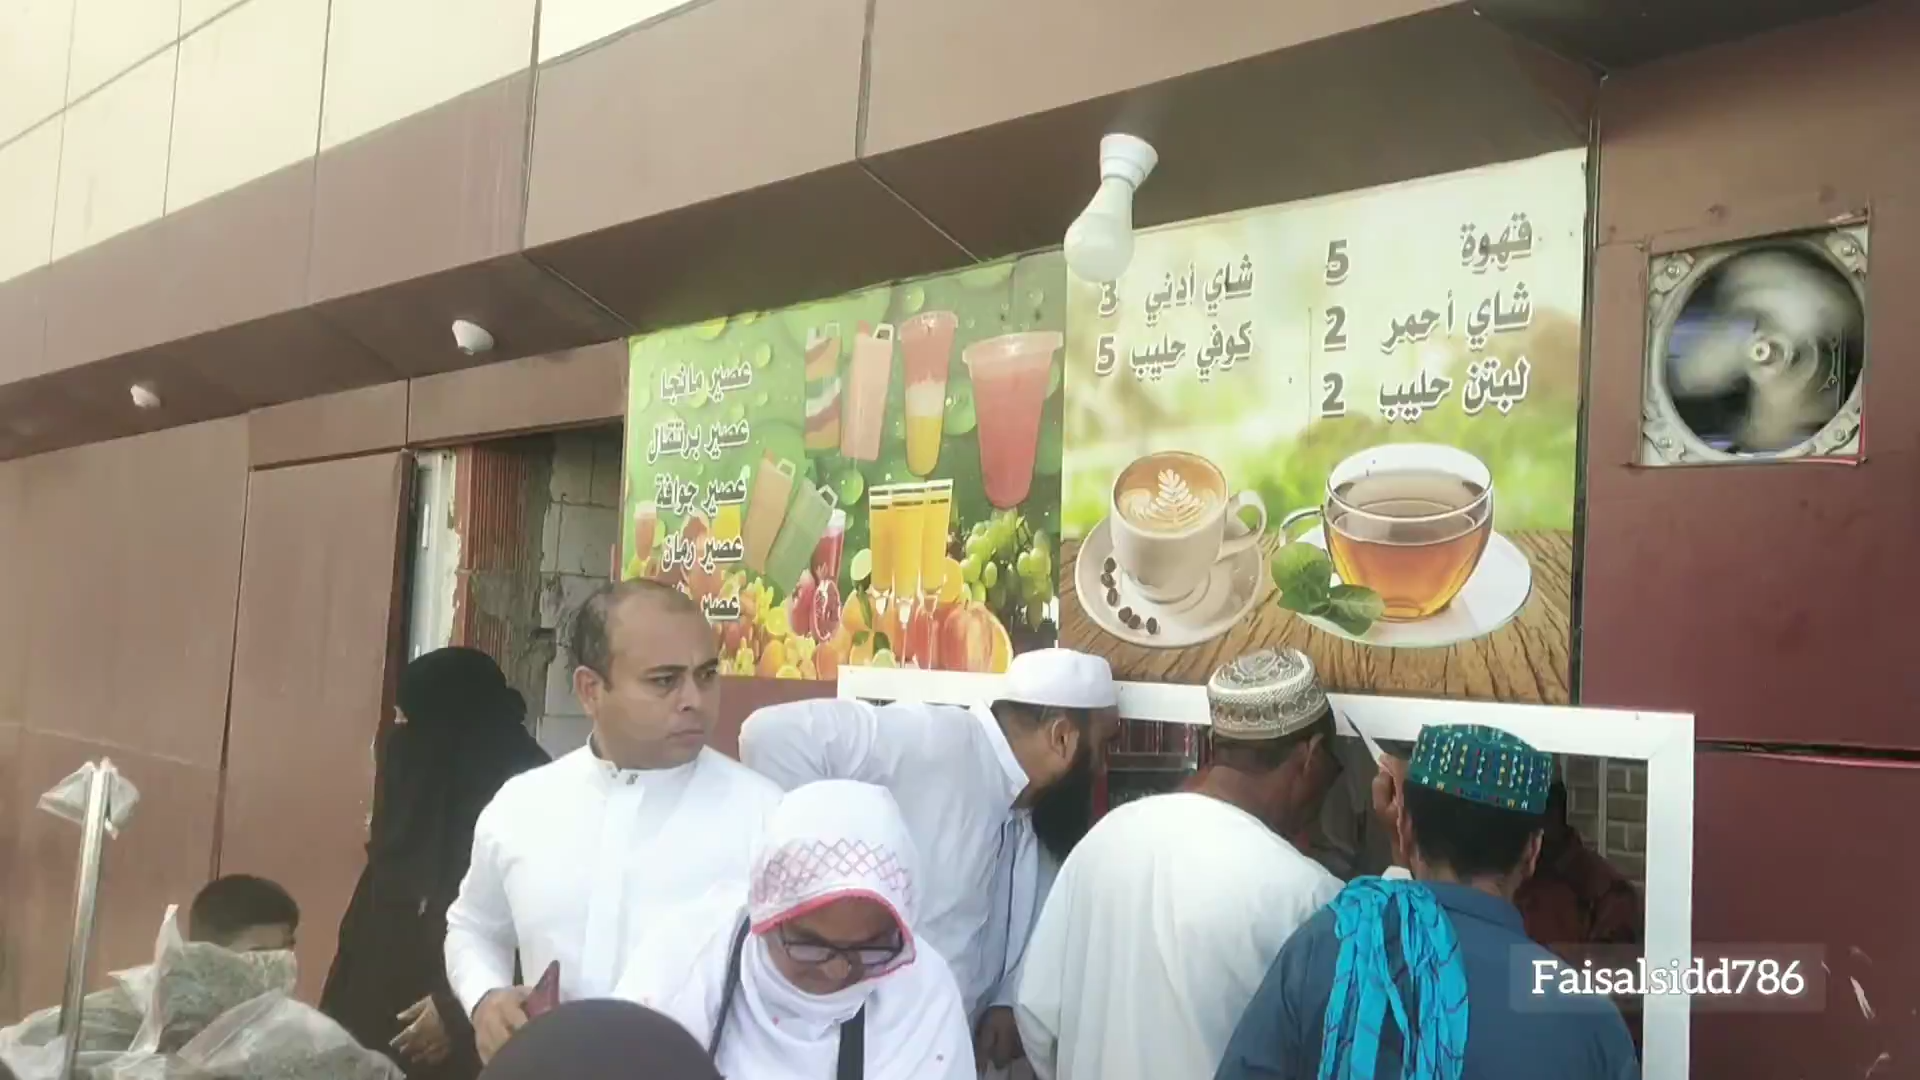 قهوة 5
شاي أحمر 2
لبتن حليب 2
شاي أدني 3
كوفي حليب 5
عصير مانجا
عصير برتقال
عصير جوافة
عصير رمان
عصير
Faisalsidd786